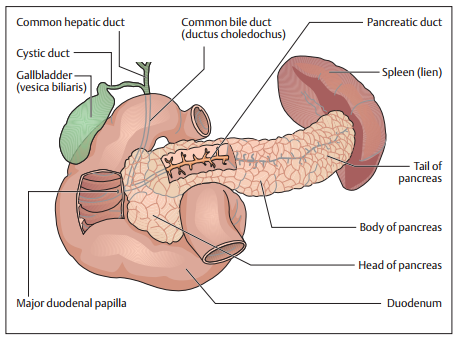 Common hepatic duct
Common bile duct
(ductus choledochus)
Pancreatic duct
Cystic duct
Gallbladder
(vesica biliaris)
Spleen (lien)
Tail of
pancreas
Body of pancreas
Head of pancreas
Major duodenal papilla
Duodenum